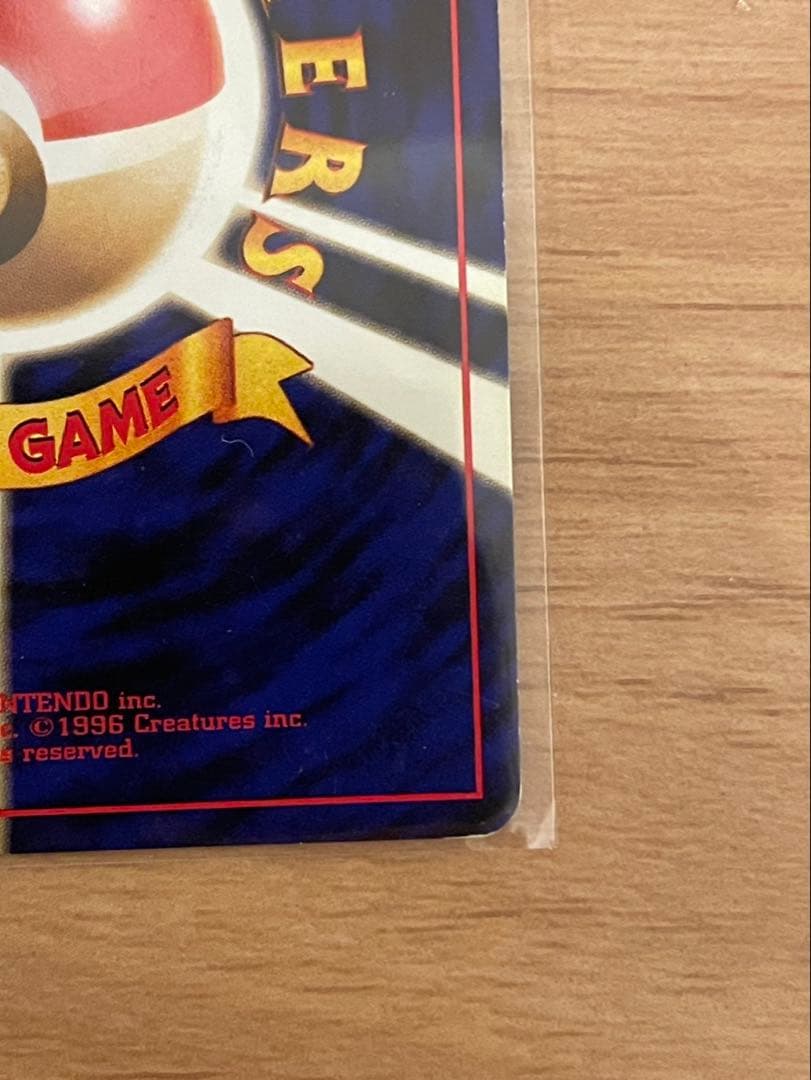 ERS
GAME
NTENDO inc.
c. ©1996 Creatures inc.
s reserved.